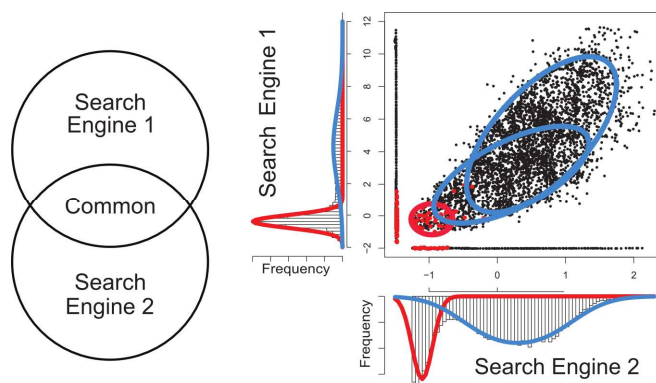 Search
Engine 1
Common
Search
Engine 2
Search Engine 1
Frequency
12
10
8
6
4
2
0
−2
−1
0
1
2
Frequency
Search Engine 2